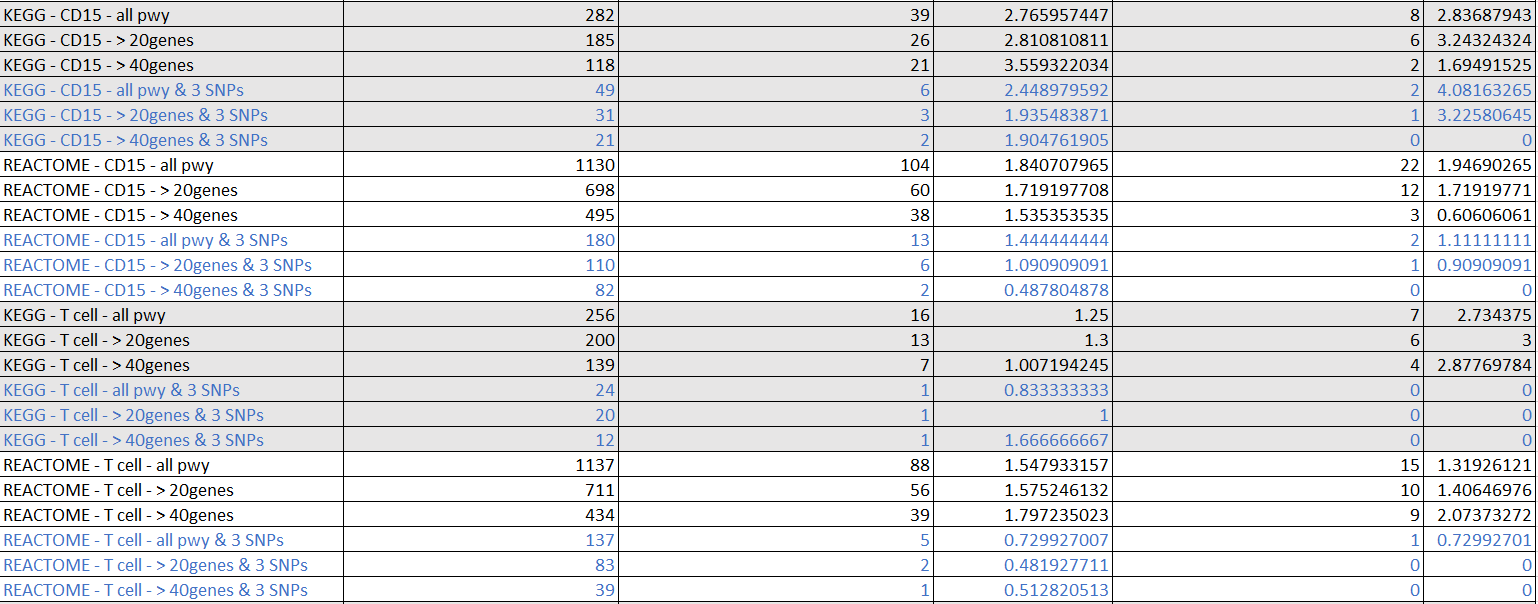 KEGG - CD15 - all pwy 282 39 2.765957447 8 2.83687943
KEGG - CD15 - > 20genes 185 26 2.810810811 6 3.24324324
KEGG - CD15 - > 40genes 118 21 3.559322034 2 1.69491525
KEGG - CD15 - all pwy & 3 SNPs 49 6 2.448979592 2 4.08163265
KEGG - CD15 - > 20genes & 3 SNPs 31 3 1.935483871 1 3.22580645
KEGG - CD15 - > 40genes & 3 SNPs 21 2 1.904761905 0 0
REACTOME - CD15 - all pwy 1130 104 1.840707965 22 1.94690265
REACTOME - CD15 - > 20genes 698 60 1.719197708 12 1.71919771
REACTOME - CD15 - > 40genes 495 38 1.535353535 3 0.60606061
REACTOME - CD15 - all pwy & 3 SNPs 180 13 1.444444444 2 1.11111111
REACTOME - CD15 - > 20genes & 3 SNPs 110 6 1.090909091 1 0.90909091
REACTOME - CD15 - > 40genes & 3 SNPs 82 2 0.487804878 0 0
KEGG - T cell - all pwy 256 16 1.25 7 2.734375
KEGG - T cell - > 20genes 200 13 1.3 6 3
KEGG - T cell - > 40genes 139 7 1.007194245 4 2.87769784
KEGG - T cell - all pwy & 3 SNPs 24 1 0.833333333 0 0
KEGG - T cell - > 20genes & 3 SNPs 20 1 1 0 0
KEGG - T cell - > 40genes & 3 SNPs 12 1 1.666666667 0 0
REACTOME - T cell - all pwy 1137 88 1.547933157 15 1.31926121
REACTOME - T cell - > 20genes 711 56 1.575246132 10 1.40646976
REACTOME - T cell - > 40genes 434 39 1.797235023 9 2.07373272
REACTOME - T cell - all pwy & 3 SNPs 137 5 0.729927007 1 0.72992701
REACTOME - T cell - > 20genes & 3 SNPs 83 2 0.481927711 0 0
REACTOME - T cell - > 40genes & 3 SNPs 39 1 0.512820513 0 0